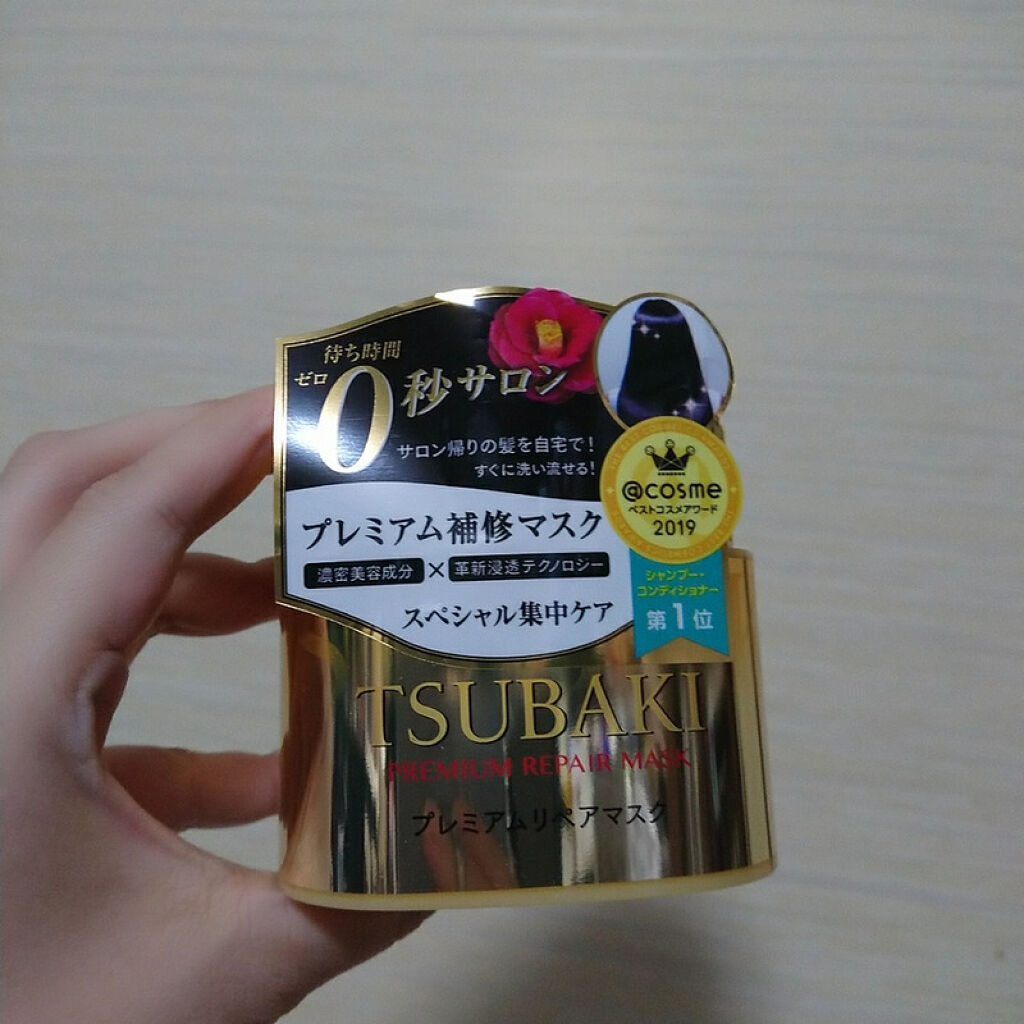 待ち時間
ゼロ
0秒サロン
サロン帰りの髪を自宅で!
すぐに洗い流せる!
プレミアム補修マスク
濃密美容成分×革新浸透テクノロジー
スペシャル集中ケア
@cosme
ベストコスメアワード
2019
シャンプー・
コンディショナー
第1位
TSUBAKI
PREMIUM REPAIR MASK
プレミアムリペアマスク